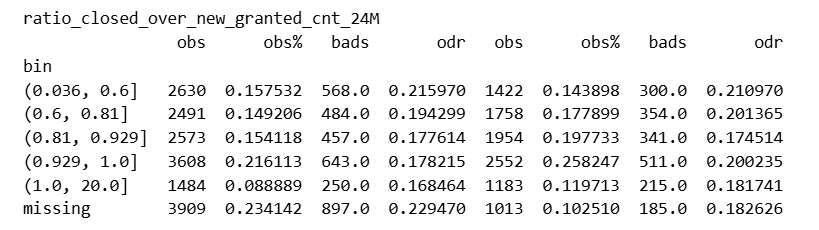 ratio_closed_over_new_granted_cnt_24M
obs obs% bads odr obs obs% bads odr
bin
(0.036, 0.6] 2630 0.157532 568.0 0.215970 1422 0.143898 300.0 0.210970
(0.6, 0.81] 2491 0.149206 484.0 0.194299 1758 0.177899 354.0 0.201365
(0.81, 0.929] 2573 0.154118 457.0 0.177614 1954 0.197733 341.0 0.174514
(0.929, 1.0] 3608 0.216113 643.0 0.178215 2552 0.258247 511.0 0.200235
(1.0, 20.0] 1484 0.088889 250.0 0.168464 1183 0.119713 215.0 0.181741
missing 3909 0.234142 897.0 0.229470 1013 0.102510 185.0 0.182626